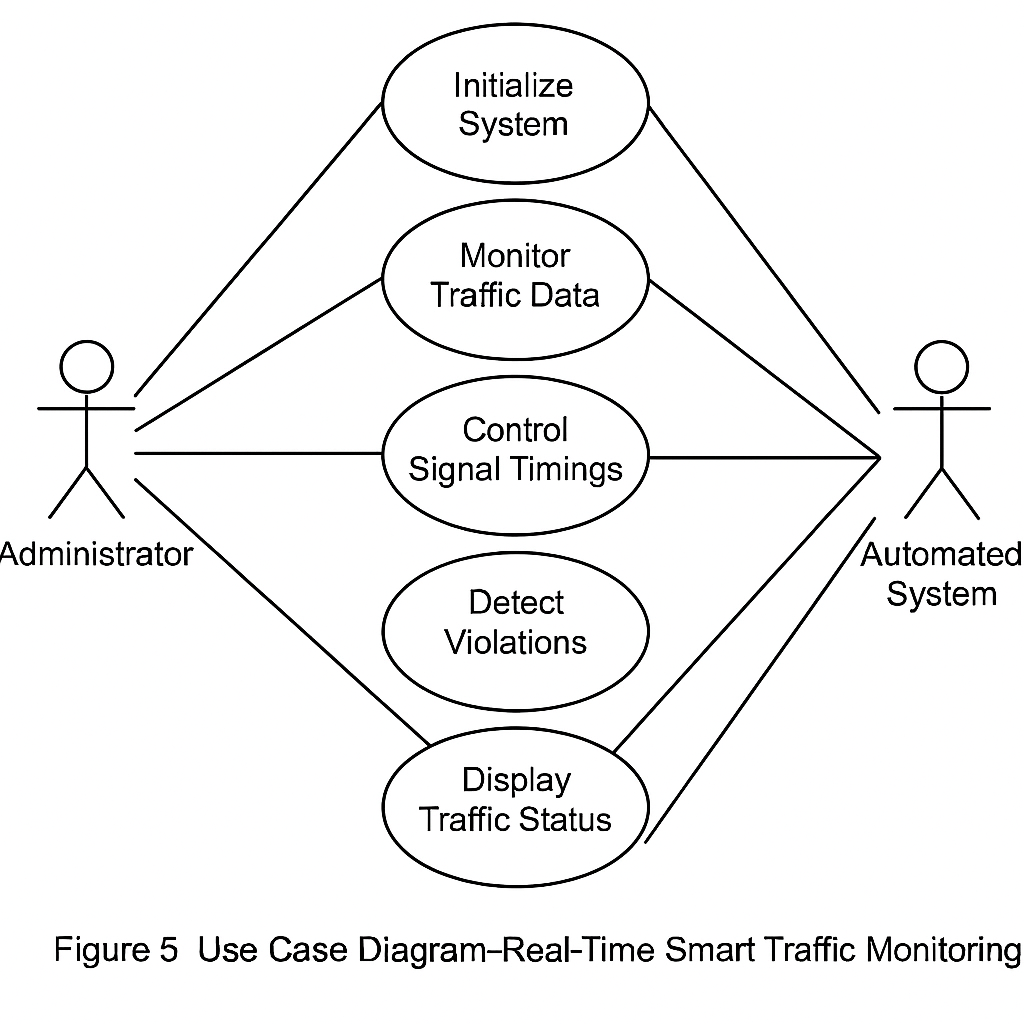 Initialize
System
Monitor
Traffic Data
Control
Signal Timings
Detect
Violations
Display
Traffic Status
Administrator
Automated
System
Figure 5 Use Case Diagram–Real-Time Smart Traffic Monitoring